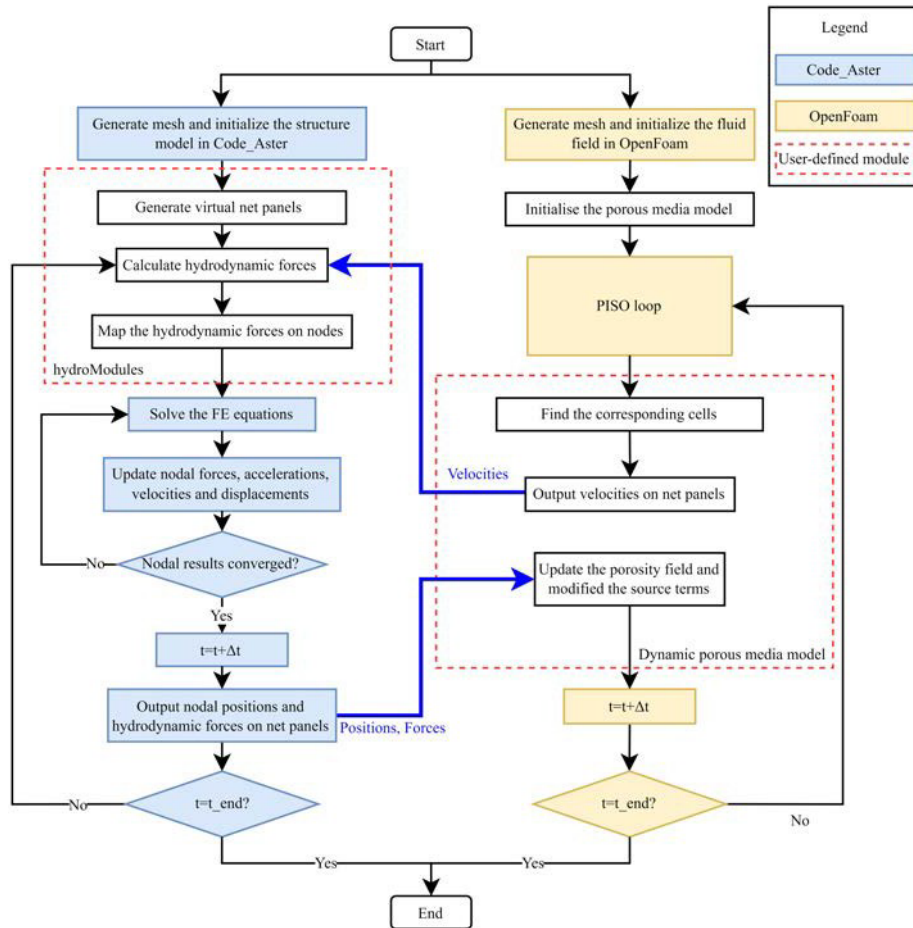 Start
Legend
Code_Aster
OpenFoam
User-defined module
Generate mesh and initialize the structure
model in Code_Aster
Generate virtual net panels
Calculate hydrodynamic forces
Map the hydrodynamic forces on nodes
hydroModules
Solve the FE equations
Update nodal forces, accelerations,
velocities and displacements
Nodal results converged?
No
Yes
t=t+Δt
Output nodal positions and
hydrodynamic forces on net panels
t=t_end?
No
Yes
Generate mesh and initialize the fluid
field in OpenFoam
Initialise the porous media model
PISO loop
Find the corresponding cells
Output velocities on net panels
Velocities
Update the porosity field and
modified the source terms
Dynamic porous media model
Positions, Forces
t=t+Δt
t=t_end?
No
Yes
End